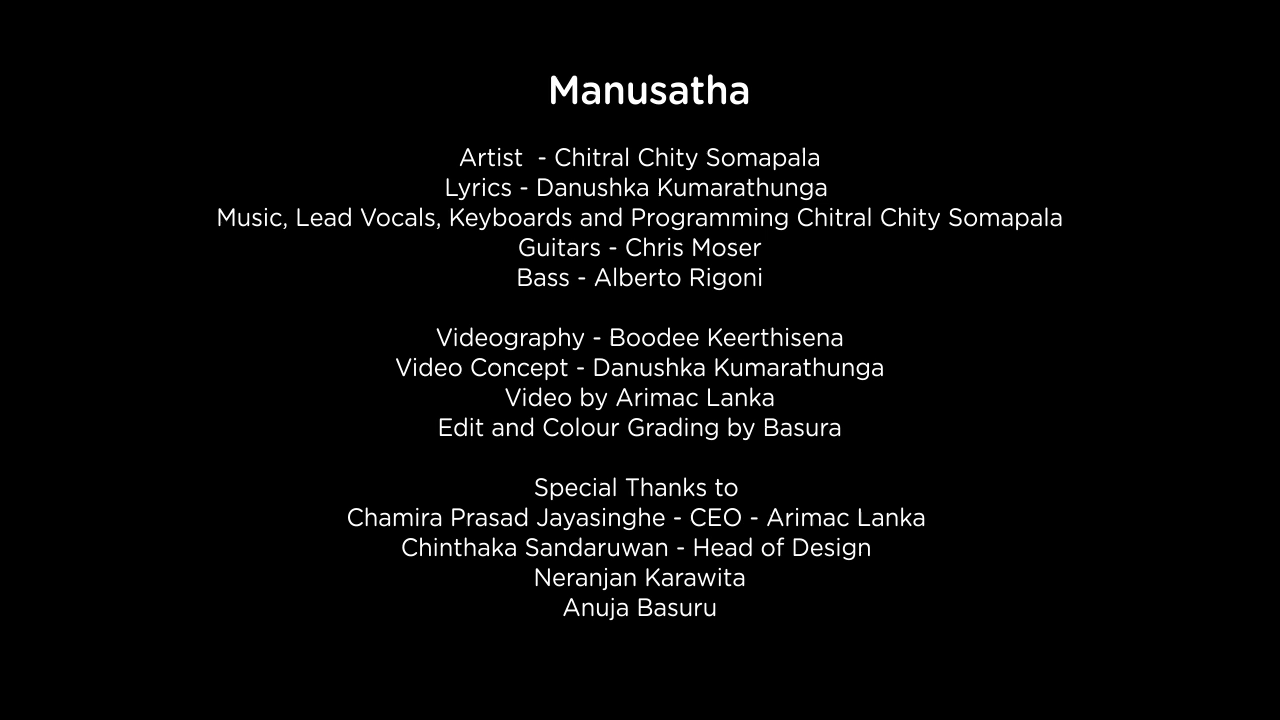 Manusatha
Artist  - Chitral Chity Somapala
Lyrics - Danushka Kumarathunga
Music, Lead Vocals, Keyboards and Programming Chitral Chity Somapala
Guitars - Chris Moser
Bass - Alberto Rigoni
Videography - Boodee Keerthisena
Video Concept - Danushka Kumarathunga
Video by Arimac Lanka
Edit and Colour Grading by Basura
Special Thanks to
Chamira Prasad Jayasinghe - CEO - Arimac Lanka
Chinthaka Sandaruwan - Head of Design
Neranjan Karawita
Anuja Basuru